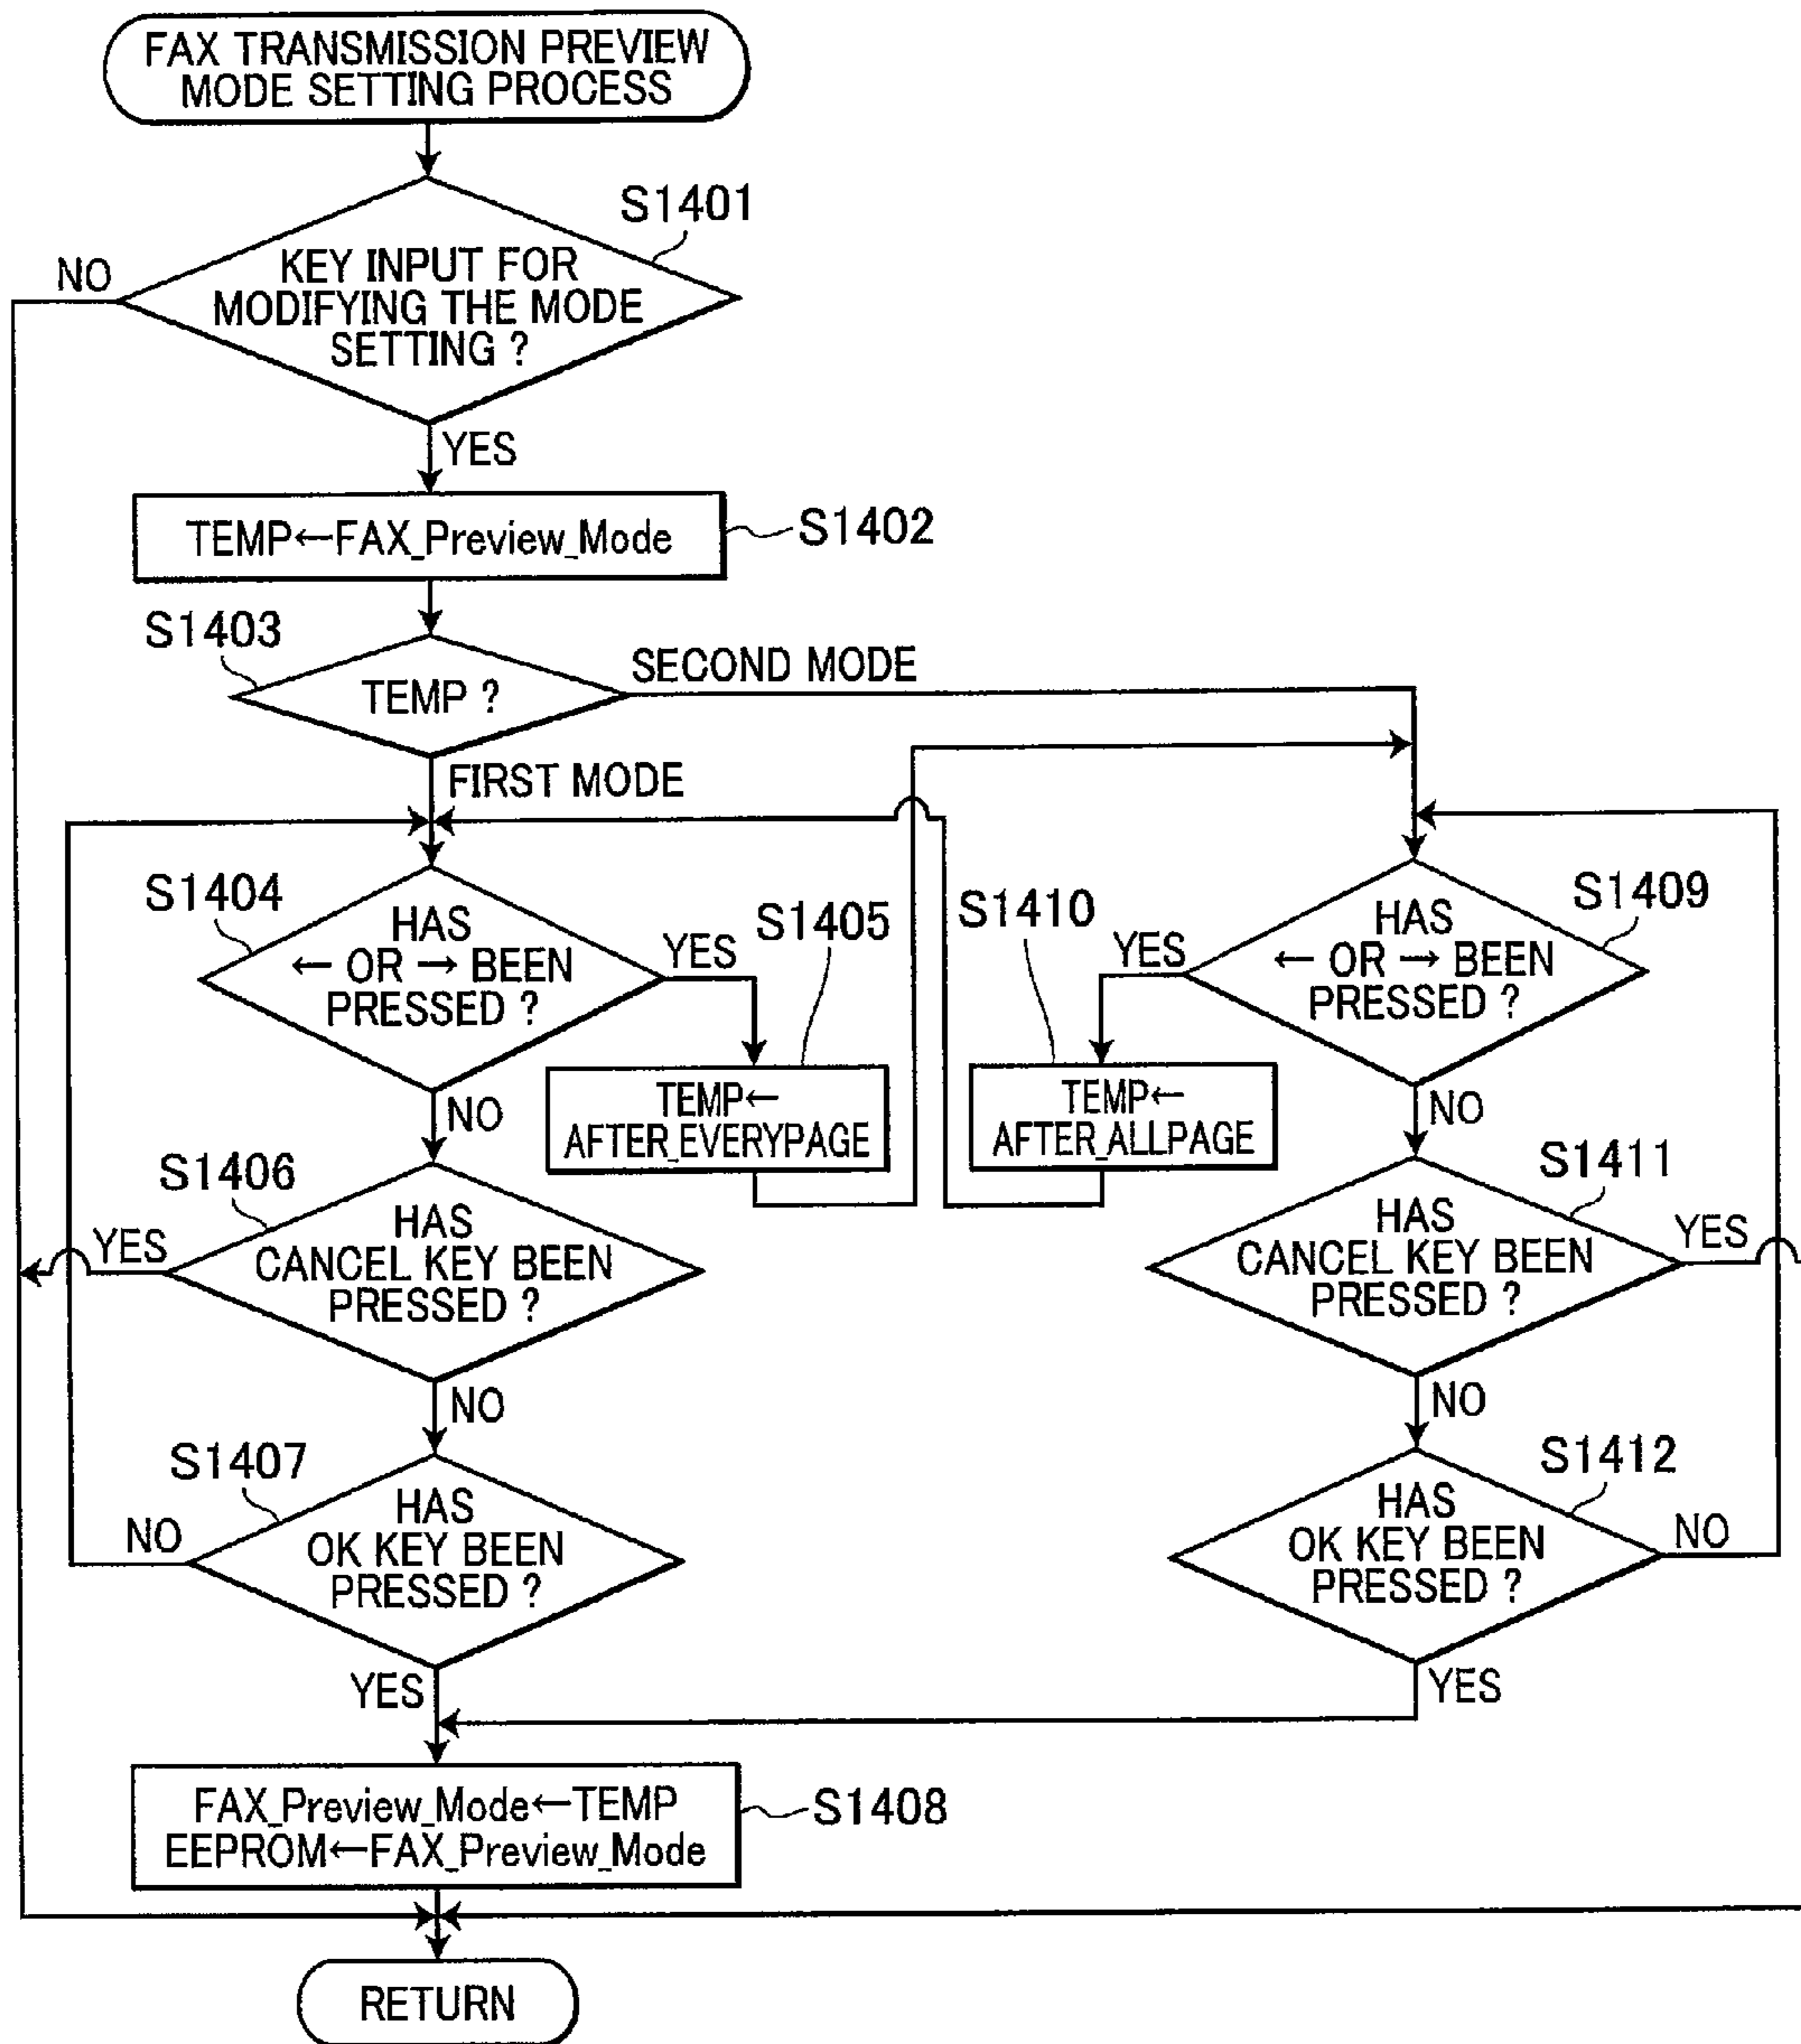 FAX TRANSMISSION PREVIEW
MODE SETTING PROCESS
S1401
NO
KEY INPUT FOR
MODIFYING THE MODE
SETTING ?
YES
TEMP←FAX_Preview_Mode
S1402
S1403
TEMP ?
SECOND MODE
FIRST MODE
S1404
HAS
← OR → BEEN
PRESSED ?
YES
S1405
TEMP←
AFTER_EVERYPAGE
NO
S1406
HAS
CANCEL KEY BEEN
PRESSED ?
YES
NO
S1407
HAS
OK KEY BEEN
PRESSED ?
NO
YES
S1409
HAS
← OR → BEEN
PRESSED ?
YES
S1410
TEMP←
AFTER_ALLPAGE
NO
S1411
HAS
CANCEL KEY BEEN
PRESSED ?
YES
NO
S1412
HAS
OK KEY BEEN
PRESSED ?
NO
YES
FAX_Preview_Mode←TEMP
EEPROM←FAX_Preview_Mode
S1408
RETURN